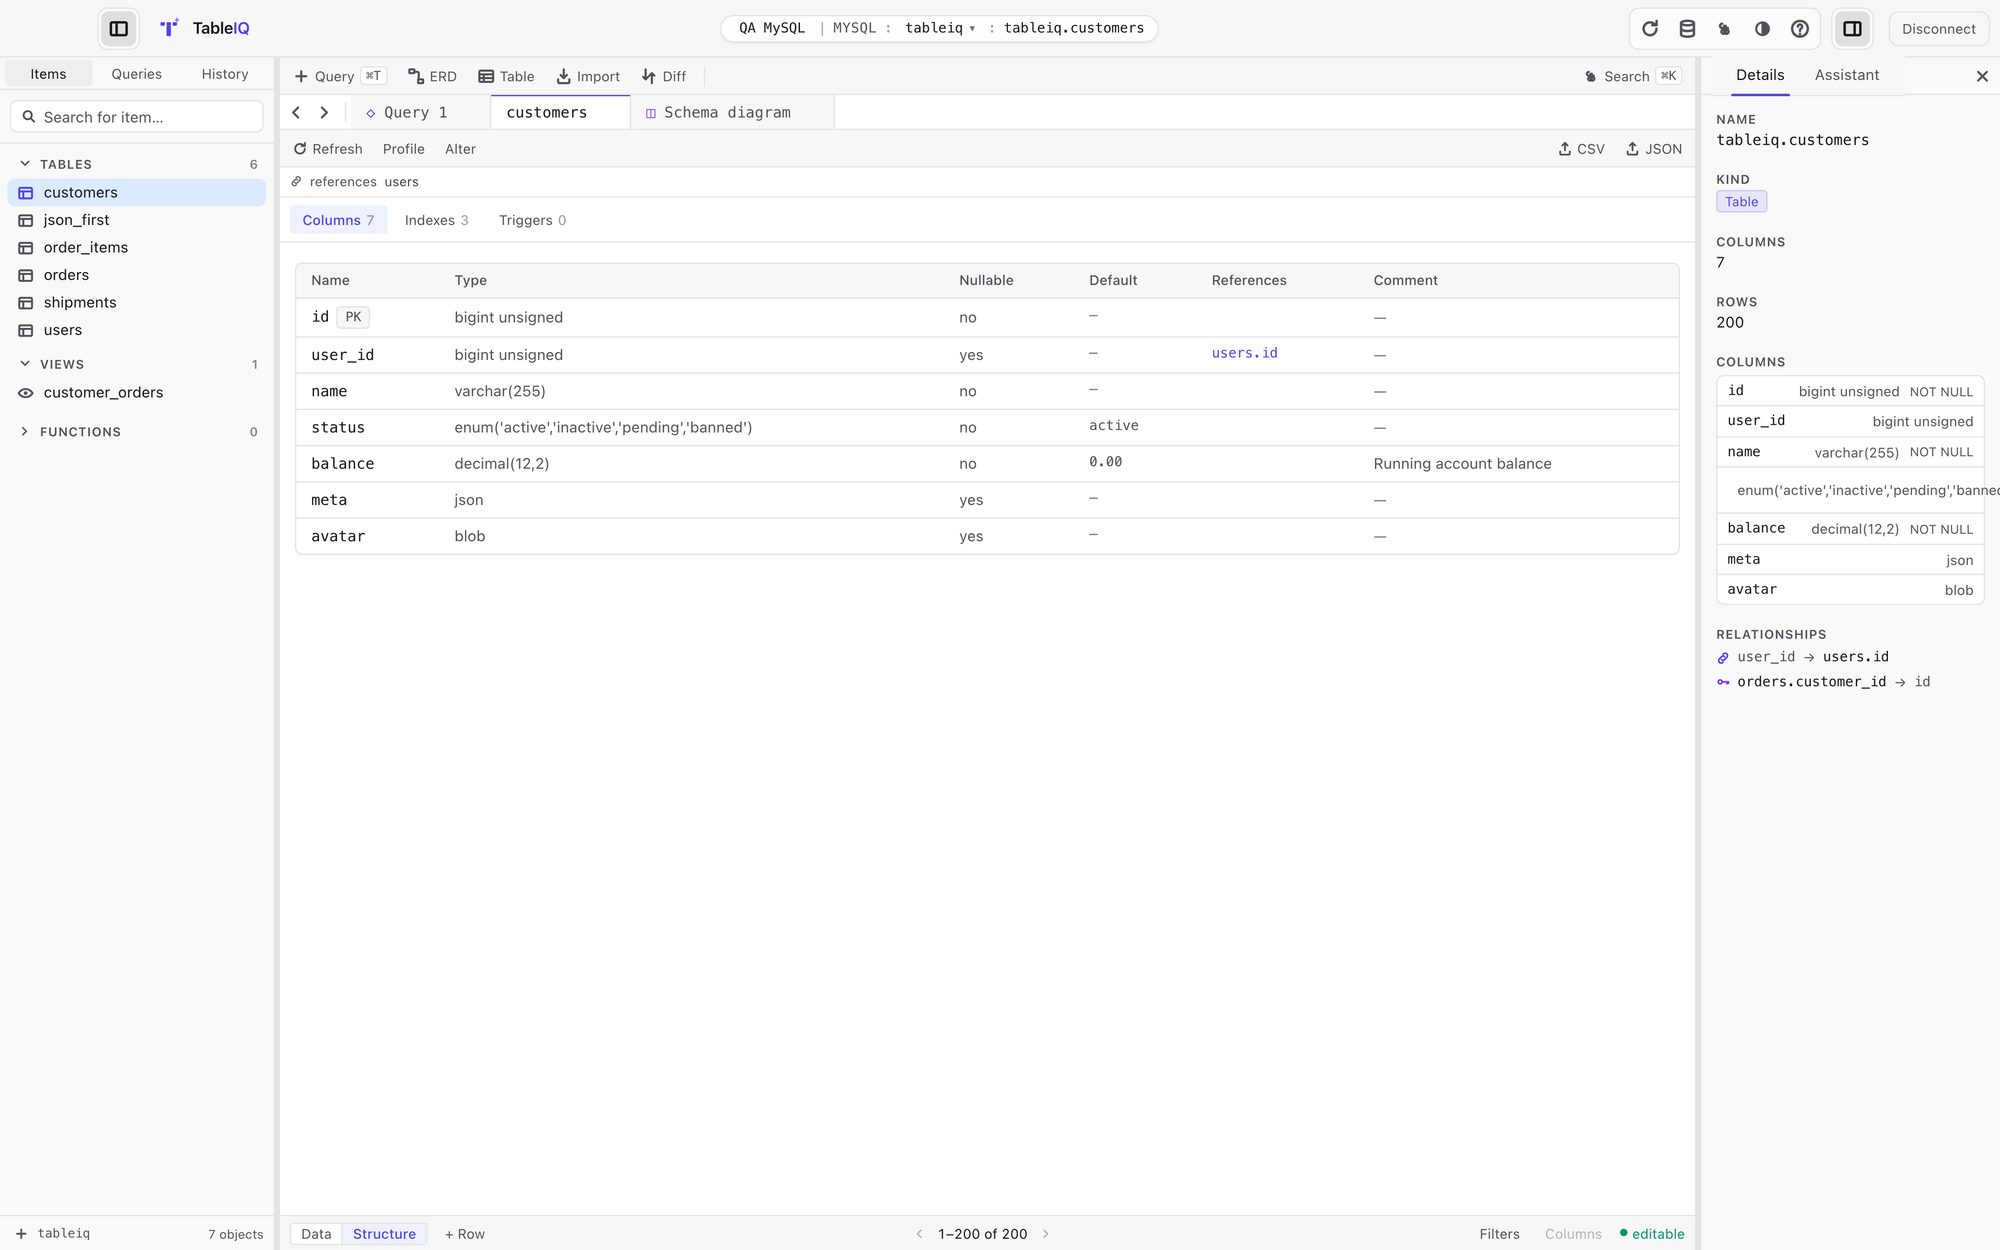 TableIQ
QA MySQL | MYSQL : tableiq ▾ : tableiq.customers
Disconnect
Items Queries History
Search for item...
TABLES 6
customers
json_first
order_items
orders
shipments
users
VIEWS 1
customer_orders
FUNCTIONS 0
+ tableiq 7 objects
+ Query ⌘T ERD Table Import Diff Search ⌘K
Query 1 customers Schema diagram
Refresh Profile Alter CSV JSON
references users
Columns 7 Indexes 3 Triggers 0
Name Type Nullable Default References Comment
id PK bigint unsigned no — —
user_id bigint unsigned yes — users.id —
name varchar(255) no — —
status enum('active','inactive','pending','banned') no active —
balance decimal(12,2) no 0.00 Running account balance
meta json yes — —
avatar blob yes — —
Data Structure + Row 1–200 of 200 Filters Columns editable
Details Assistant
NAME
tableiq.customers
KIND
Table
COLUMNS
7
ROWS
200
COLUMNS
id bigint unsigned NOT NULL
user_id bigint unsigned
name varchar(255) NOT NULL
enum('active','inactive','pending','banned
balance decimal(12,2) NOT NULL
meta json
avatar blob
RELATIONSHIPS
user_id → users.id
orders.customer_id → id